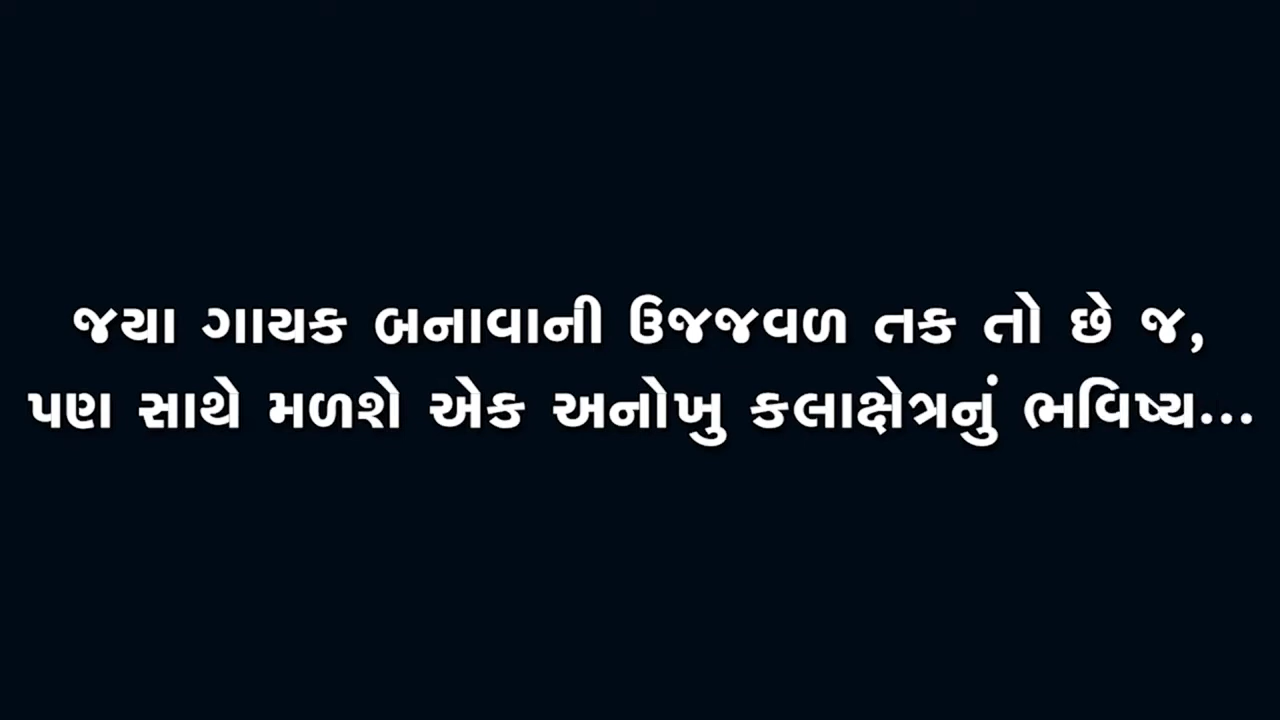 જયા ગાયક બનાવાની ઉજજવળ તક તો છે જ,
પણ સાથે મળશે એક અનોખુ કલાક્ષેત્રનું ભવિષ્ય...